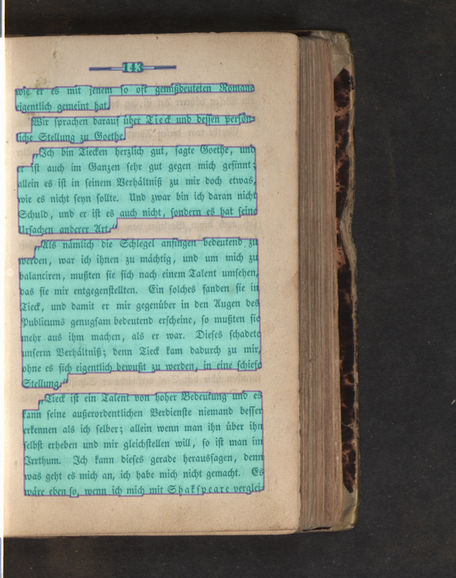 143
wie er es mit jenem so oft gemißdeuteten Romane
eigentlich gemeint hat.
Wir sprachen darauf über Tieck und dessen persön-
liche Stellung zu Goethe.
Ich bin Tiecken herzlich gut, sagte Goethe, und
er ist auch im Ganzen sehr gut gegen mich gesinnt;
allein es ist in seinem Verhältniß zu mir doch etwas,
wie es nicht seyn sollte. Und zwar bin ich daran nicht
Schuld, und er ist es auch nicht, sondern es hat seine
Ursachen anderer Art.
Als nämlich die Schlegel anfingen bedeutend zu
werden, war ich ihnen zu mächtig, und um mich zu
balanciren, mußten sie sich nach einem Talent umsehen,
das sie mir entgegenstellten. Ein solches fanden sie in
Tieck, und damit er mir gegenüber in den Augen des
Publicums genugsam bedeutend erscheine, so mußten sie
mehr aus ihm machen, als er war. Dieses schadete
unserm Verhältniß; denn Tieck kam dadurch zu mir,
ohne es sich eigentlich bewußt zu werden, in eine schiefe
Stellung.
Tieck ist ein Talent von hoher Bedeutung und es
kann seine außerordentlichen Verdienste niemand besser
erkennen als ich selber; allein wenn man ihn über ihn
selbst erheben und mir gleichstellen will, so ist man im
Irrthum. Ich kann dieses gerade heraussagen, denn
was geht es mich an, ich habe mich nicht gemacht. Es
wäre eben so, wenn ich mich mit Shakspeare verglei-